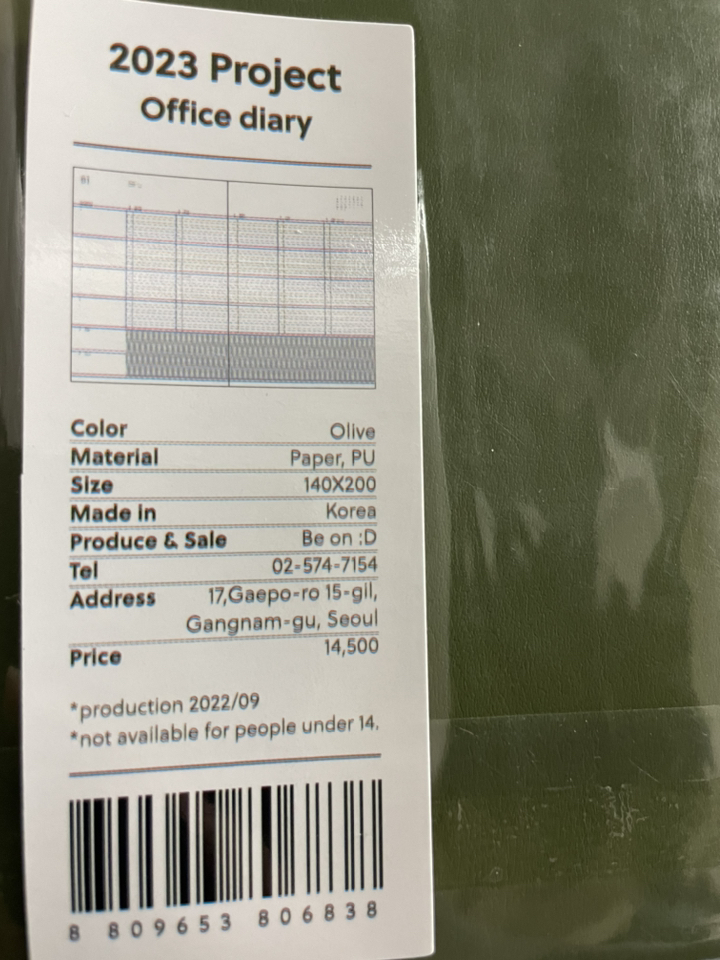 2023 Project
Office diary
01
Color Olive
Material Paper, PU
Size 140X200
Made in Korea
Produce & Sale Be on :D
Tel 02-574-7154
Address 17,Gaepo-ro 15-gil,
Gangnam-gu, Seoul
Price 14,500
*production 2022/09
*not available for people under 14.
8 809653 806838